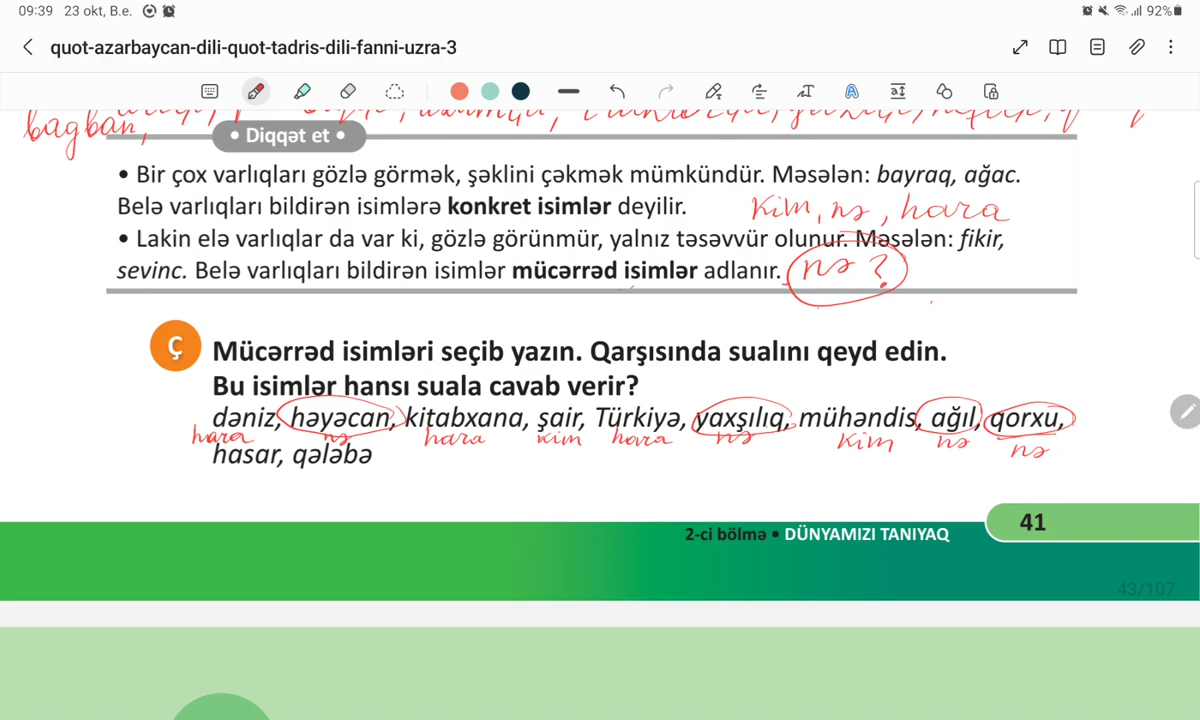 09:39 23 okt, B.e. 92%
quot-azarbaycan-dili-quot-tadris-dili-fanni-uzra-3
bagban,
• Diqqət et •
• Bir çox varlıqları gözlə görmək, şəklini çəkmək mümkündür. Məsələn: bayraq, ağac.
Belə varlıqları bildirən isimlərə konkret isimlər deyilir. Kim, nə, hara
• Lakin elə varlıqlar da var ki, gözlə görünmür, yalnız təsəvvür olunur. Məsələn: fikir,
sevinc. Belə varlıqları bildirən isimlər mücərrəd isimlər adlanır. nə?
Ç Mücərrəd isimləri seçib yazın. Qarşısında sualını qeyd edin.
Bu isimlər hansı suala cavab verir?
dəniz, həyəcan, kitabxana, şair, Türkiyə, yaxşılıq, mühəndis, ağıl, qorxu,
hara nə hara kim hara nə kim nə nə
hasar, qələbə
2-ci bölmə • DÜNYAMIZI TANIYAQ 41
43/107